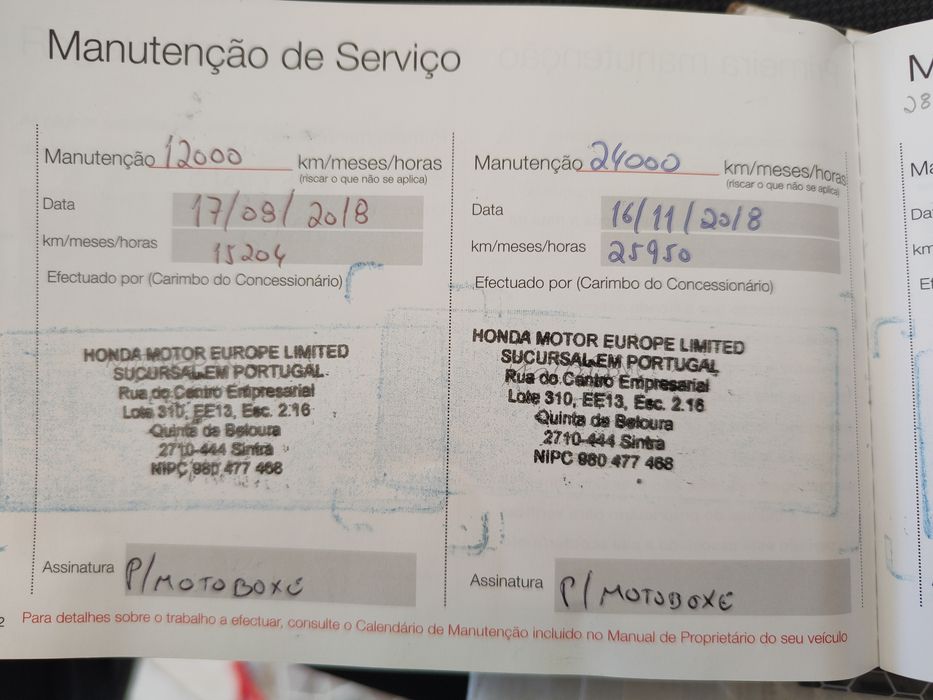 Manutenção de Serviço
Manutenção 12000 km/meses/horas
(riscar o que não se aplica)
Data 17/08/2018
km/meses/horas 15204
Efectuado por (Carimbo do Concessionário)
HONDA MOTOR EUROPE LIMITED
SUCURSAL EM PORTUGAL
Rua do Centro Empresarial
Lote 310, EE13, Esc. 2.16
Quinta da Beloura
2710-444 Sintra
NIPC 980 477 468
Assinatura P/MOTOBOXE
Manutenção 24000 km/meses/horas
(riscar o que não se aplica)
Data 16/11/2018
km/meses/horas 25950
Efectuado por (Carimbo do Concessionário)
HONDA MOTOR EUROPE LIMITED
SUCURSAL EM PORTUGAL
Rua do Centro Empresarial
Lote 310, EE13, Esc. 2.16
Quinta da Beloura
2710-444 Sintra
NIPC 980 477 468
Assinatura P/MOTOBOXE
2 Para detalhes sobre o trabalho a efectuar, consulte o Calendário de Manutenção incluido no Manual de Proprietário do seu veículo